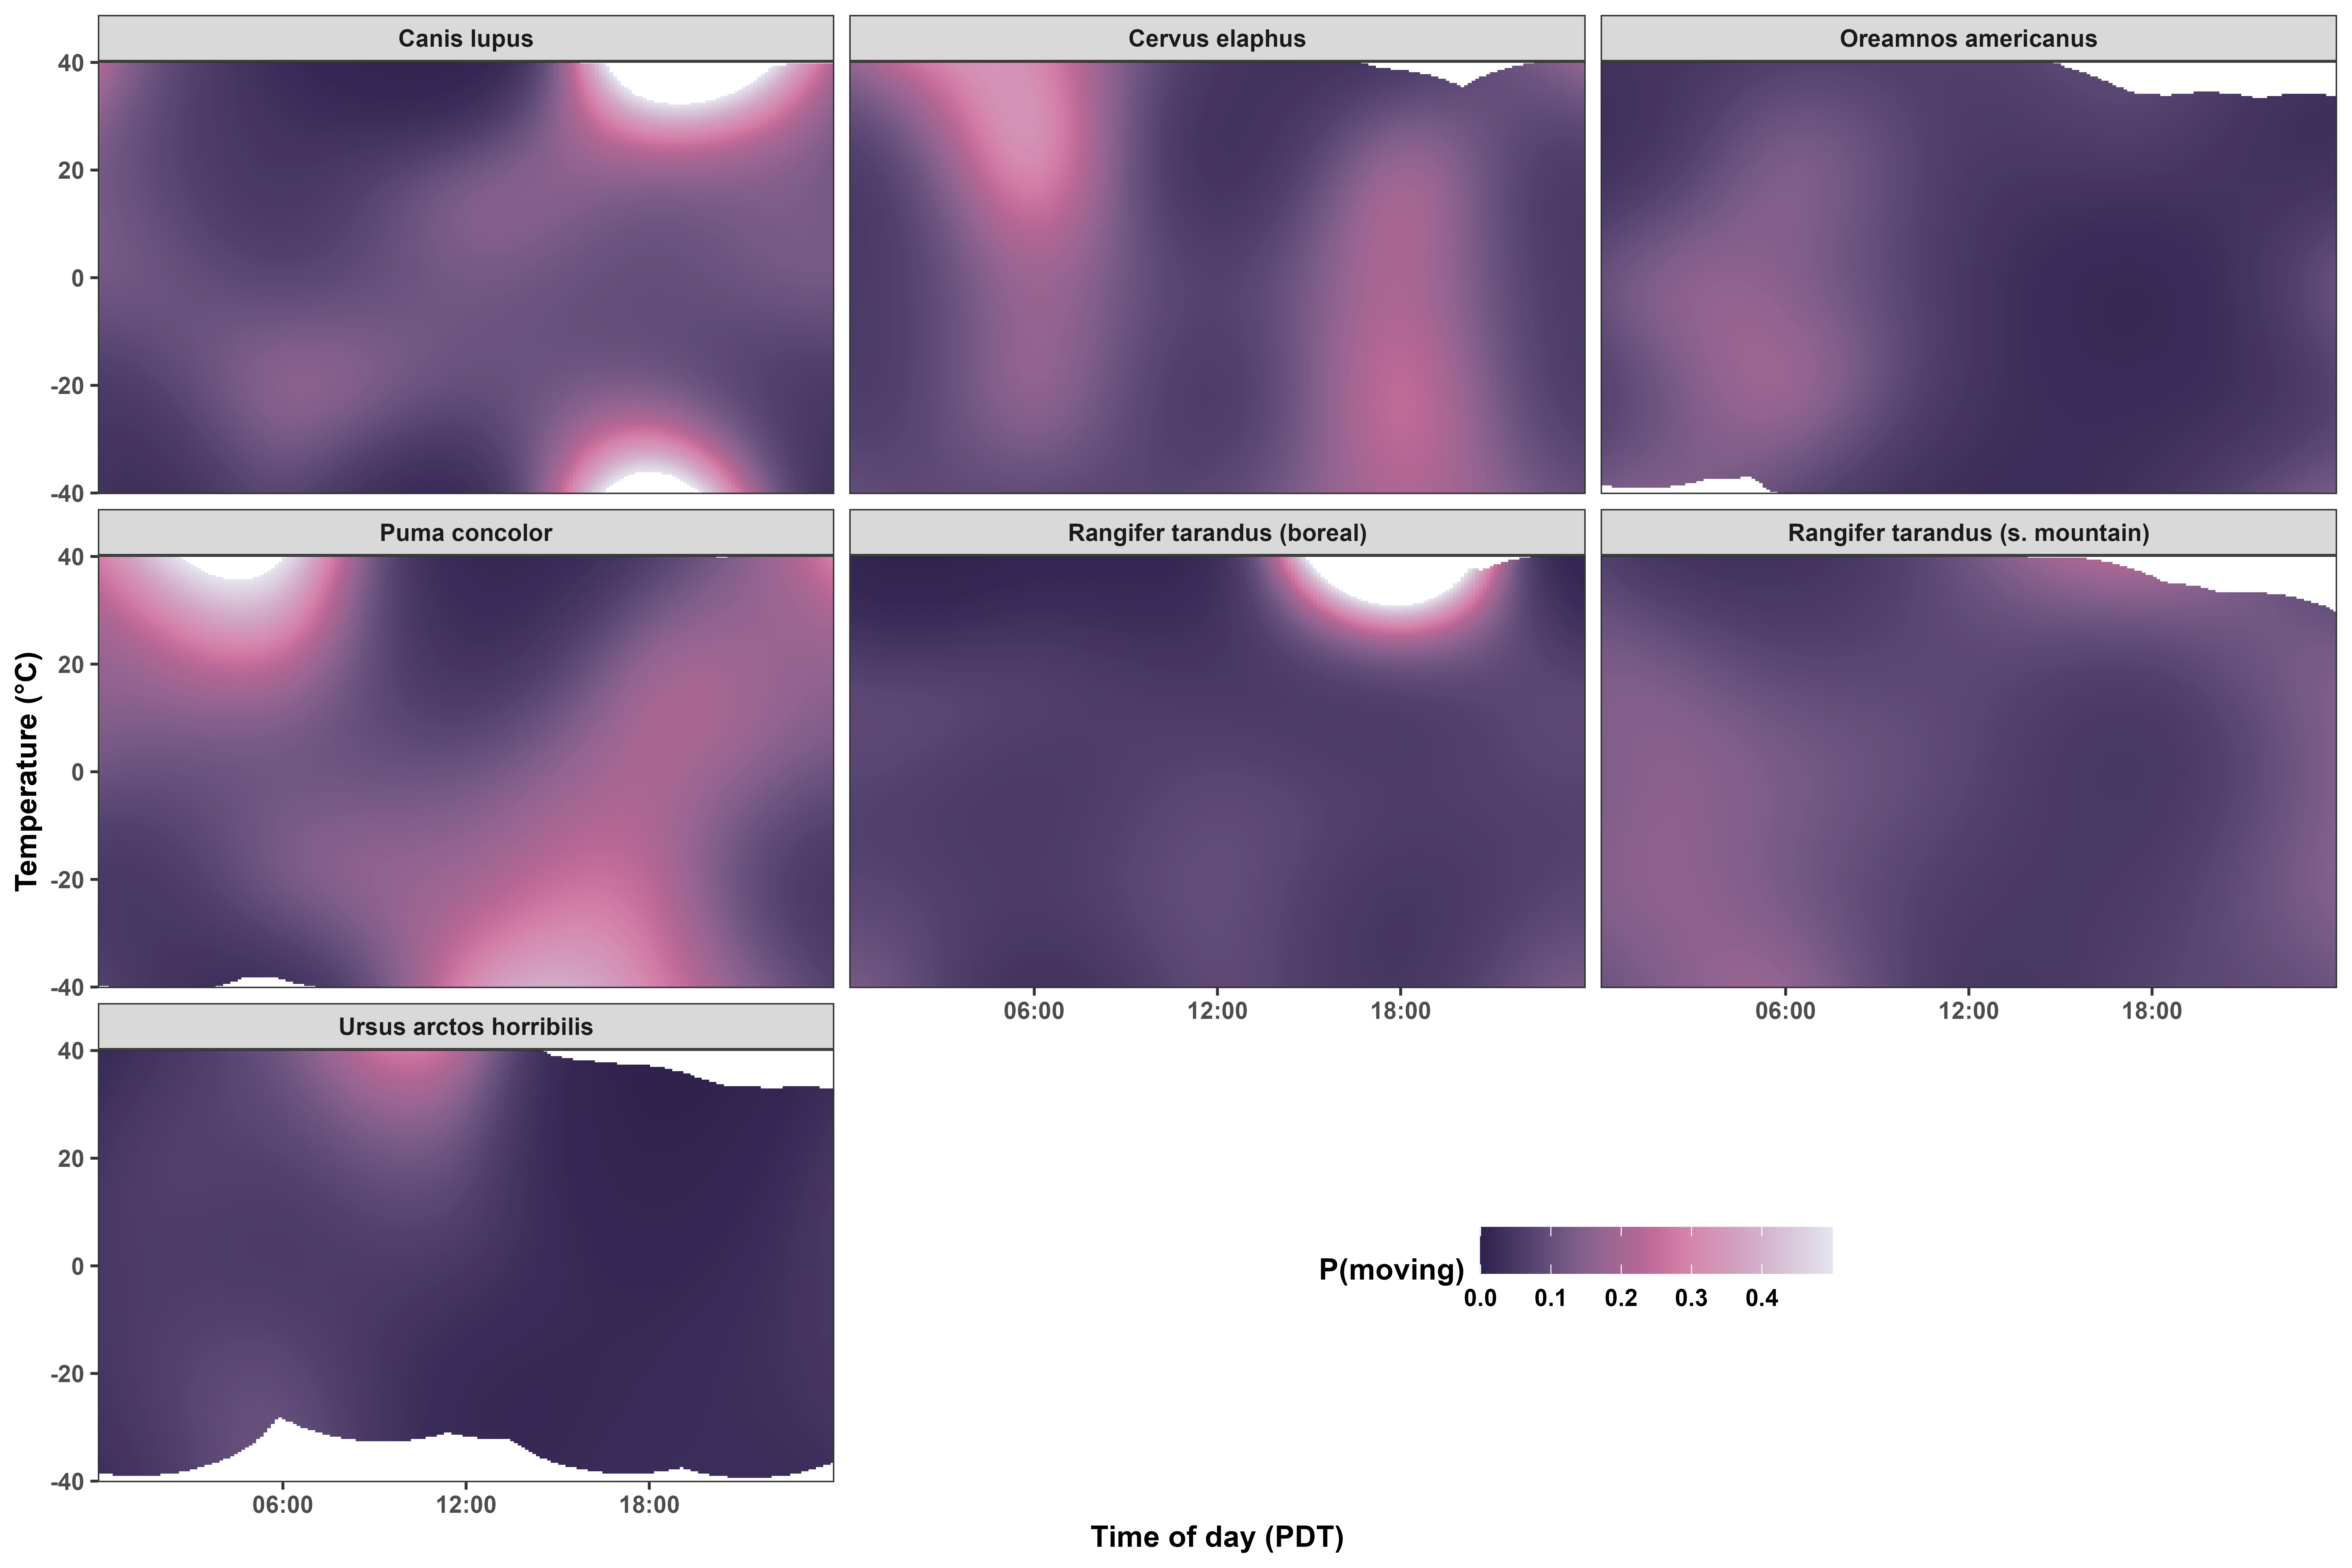 Canis lupus
Cervus elaphus
Oreamnos americanus
40
20
0
-20
-40
Puma concolor
Rangifer tarandus (boreal)
Rangifer tarandus (s. mountain)
40
20
0
-20
-40
06:00 12:00 18:00
06:00 12:00 18:00
Ursus arctos horribilis
40
20
0
-20
-40
06:00 12:00 18:00
Temperature (°C)
Time of day (PDT)
P(moving)
0.0 0.1 0.2 0.3 0.4